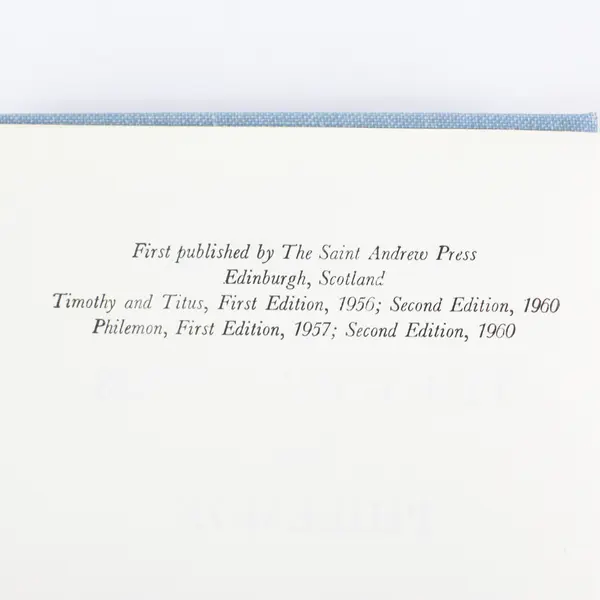 First published by The Saint Andrew Press
Edinburgh, Scotland
Timothy and Titus, First Edition, 1956; Second Edition, 1960
Philemon, First Edition, 1957; Second Edition, 1960